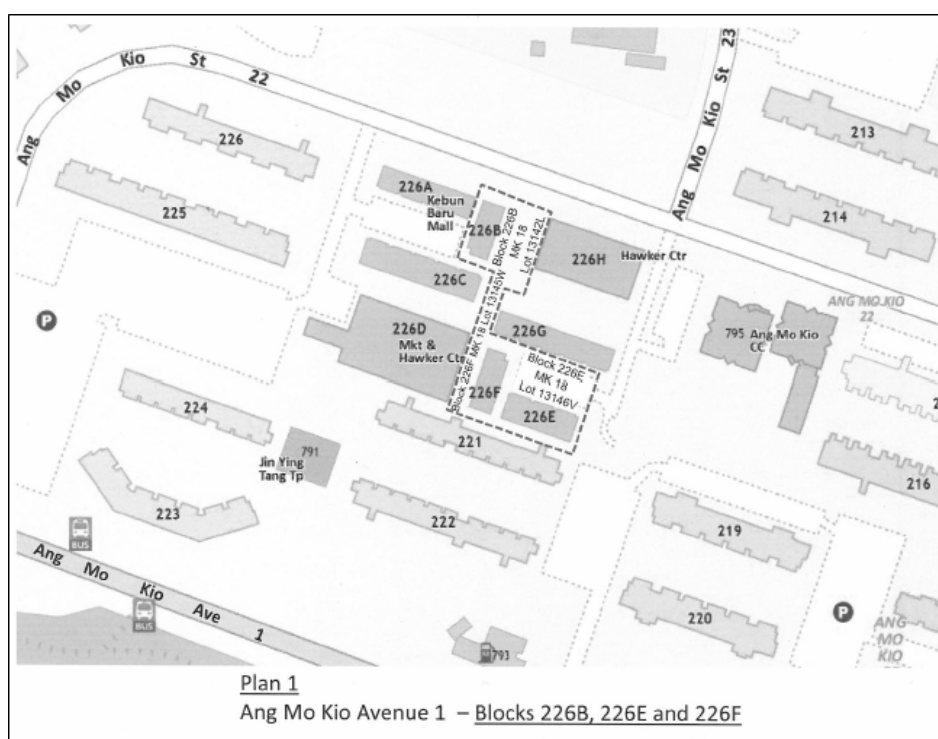 Ang Mo Kio St 22
Ang Mo Kio St 23
226
225
213
214
226A
Kebun
Baru
Mall
226B
Block 226B
MK 18
Lot 13142L
226H
Hawker Ctr
226C
Block 226F MK 18 Lot 13145W
226G
226D
Mkt &
Hawker Ctr
226F
Block 226E
MK 18
Lot 13146V
226E
795
Ang Mo Kio
CC
ANG MO KIO
22
P
224
221
791
Jin Ying
Tang Tp
223
222
216
219
220
BUS
BUS
Ang Mo Kio Ave 1
793
P
ANG
MO
KIO
Plan 1
Ang Mo Kio Avenue 1 – Blocks 226B, 226E and 226F